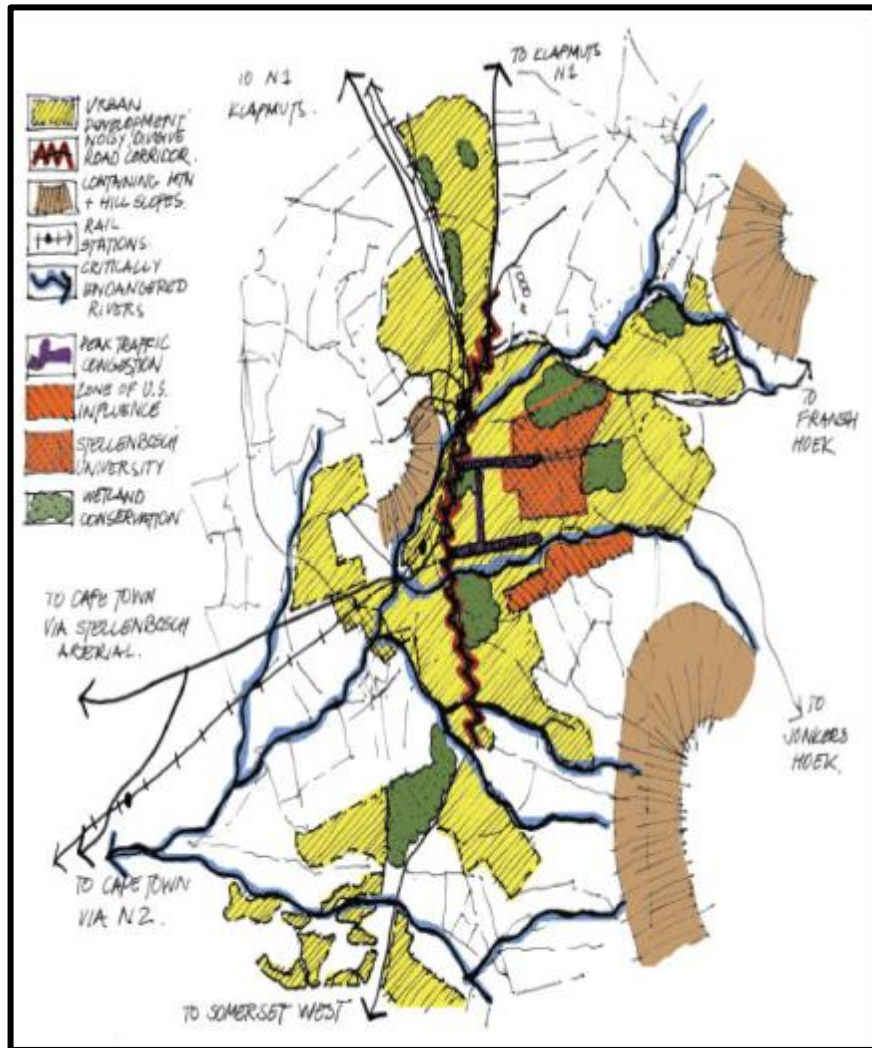 URBAN
DEVELOPMENT
NOISY DIVISIVE
ROAD CORRIDOR.
CONTAINING MTN
+ HILL SLOPES.
RAIL
STATIONS.
CRITICALLY
ENDANGERED
RIVERS
PEAK TRAFFIC
CONGESTION
ZONE OF U.S.
INFLUENCE
STELLENBOSCH
UNIVERSITY
WETLAND
CONSERVATION
TO N1
KLAPMUTS.
TO KLAPMUTS
N1
TO
FRANSH
HOEK
TO CAPE TOWN
VIA STELLENBOSCH
ARERIAL.
TO
JONKERS
HOEK.
TO CAPE TOWN
VIA N2.
TO SOMERSET WEST